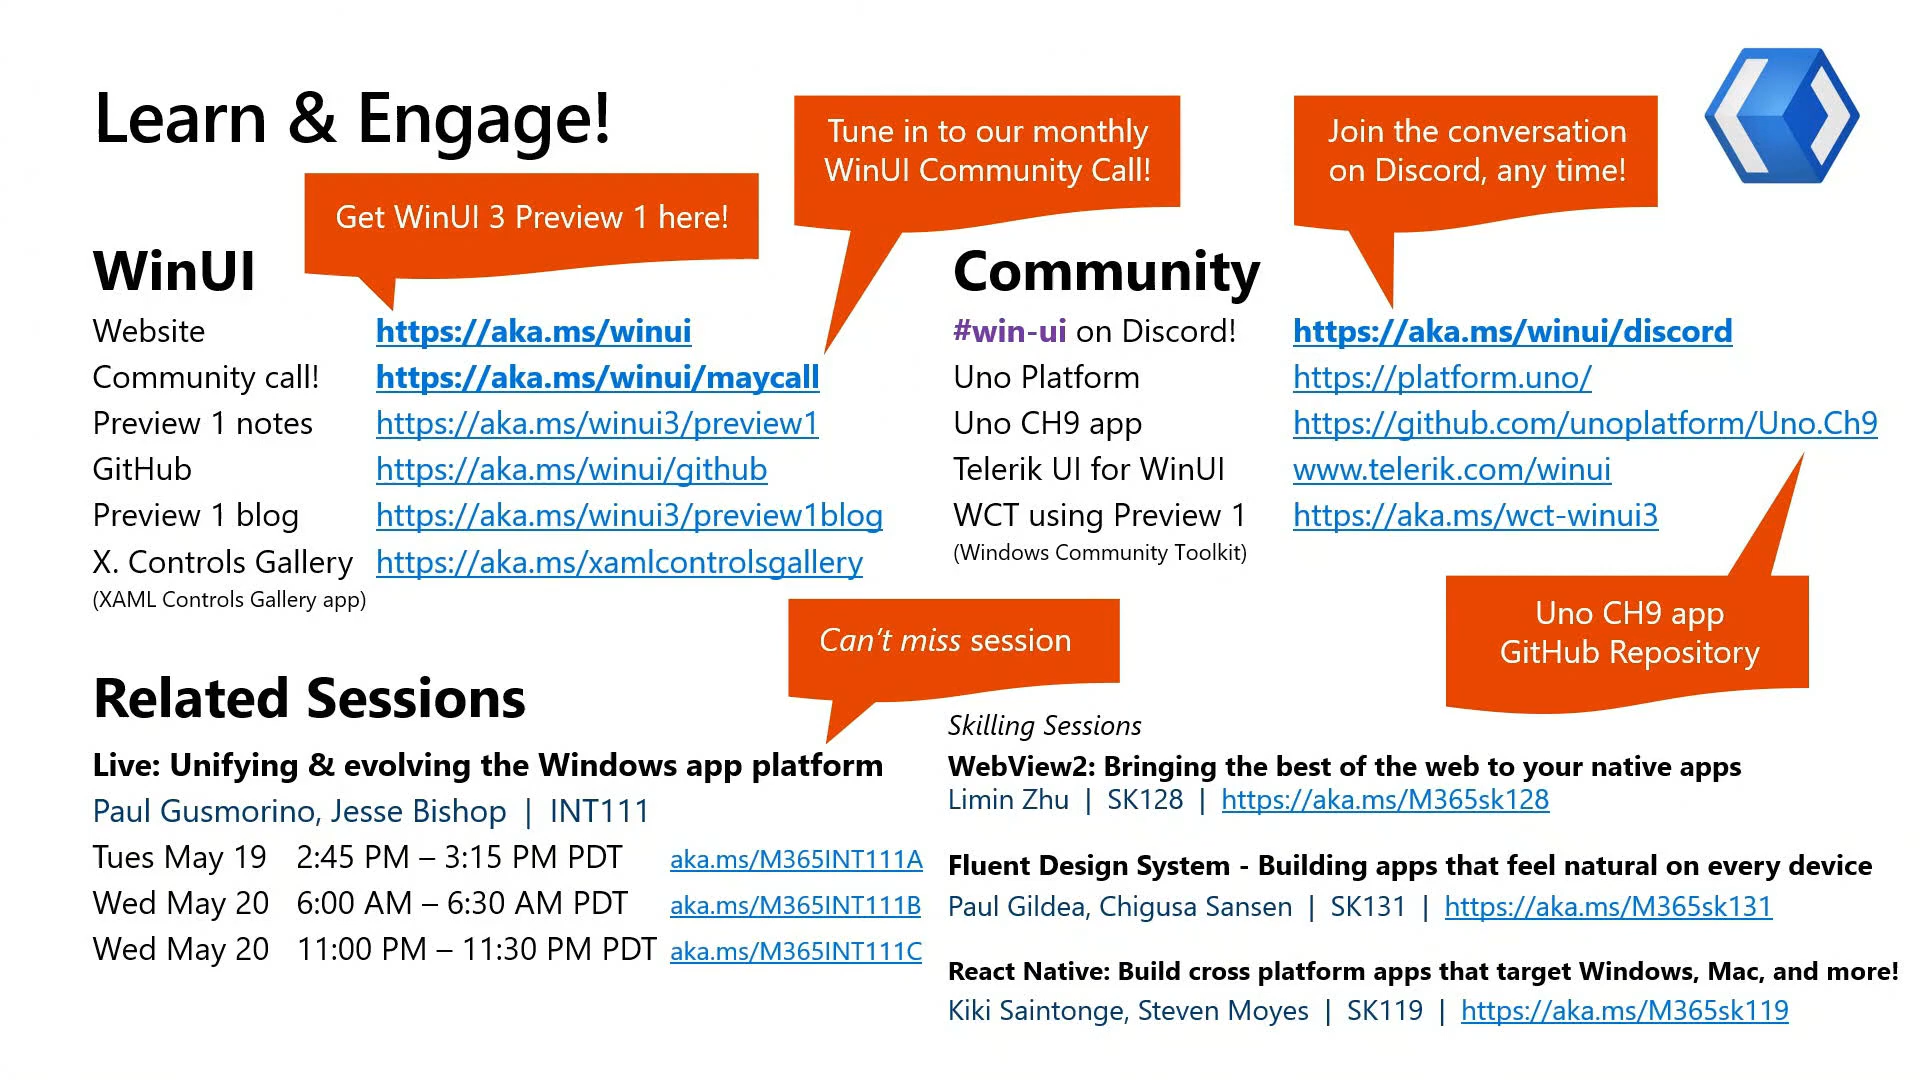 Learn & Engage!
Get WinUI 3 Preview 1 here!
Tune in to our monthly
WinUI Community Call!
Join the conversation
on Discord, any time!
WinUI
Website https://aka.ms/winui
Community call! https://aka.ms/winui/maycall
Preview 1 notes https://aka.ms/winui3/preview1
GitHub https://aka.ms/winui/github
Preview 1 blog https://aka.ms/winui3/preview1blog
X. Controls Gallery https://aka.ms/xamlcontrolsgallery
(XAML Controls Gallery app)
Community
#win-ui on Discord! https://aka.ms/winui/discord
Uno Platform https://platform.uno/
Uno CH9 app https://github.com/unoplatform/Uno.Ch9
Telerik UI for WinUI www.telerik.com/winui
WCT using Preview 1 https://aka.ms/wct-winui3
(Windows Community Toolkit)
Uno CH9 app
GitHub Repository
Can't miss session
Related Sessions
Live: Unifying & evolving the Windows app platform
Paul Gusmorino, Jesse Bishop | INT111
Tues May 19 2:45 PM – 3:15 PM PDT aka.ms/M365INT111A
Wed May 20 6:00 AM – 6:30 AM PDT aka.ms/M365INT111B
Wed May 20 11:00 PM – 11:30 PM PDT aka.ms/M365INT111C
Skilling Sessions
WebView2: Bringing the best of the web to your native apps
Limin Zhu | SK128 | https://aka.ms/M365sk128
Fluent Design System - Building apps that feel natural on every device
Paul Gildea, Chigusa Sansen | SK131 | https://aka.ms/M365sk131
React Native: Build cross platform apps that target Windows, Mac, and more!
Kiki Saintonge, Steven Moyes | SK119 | https://aka.ms/M365sk119